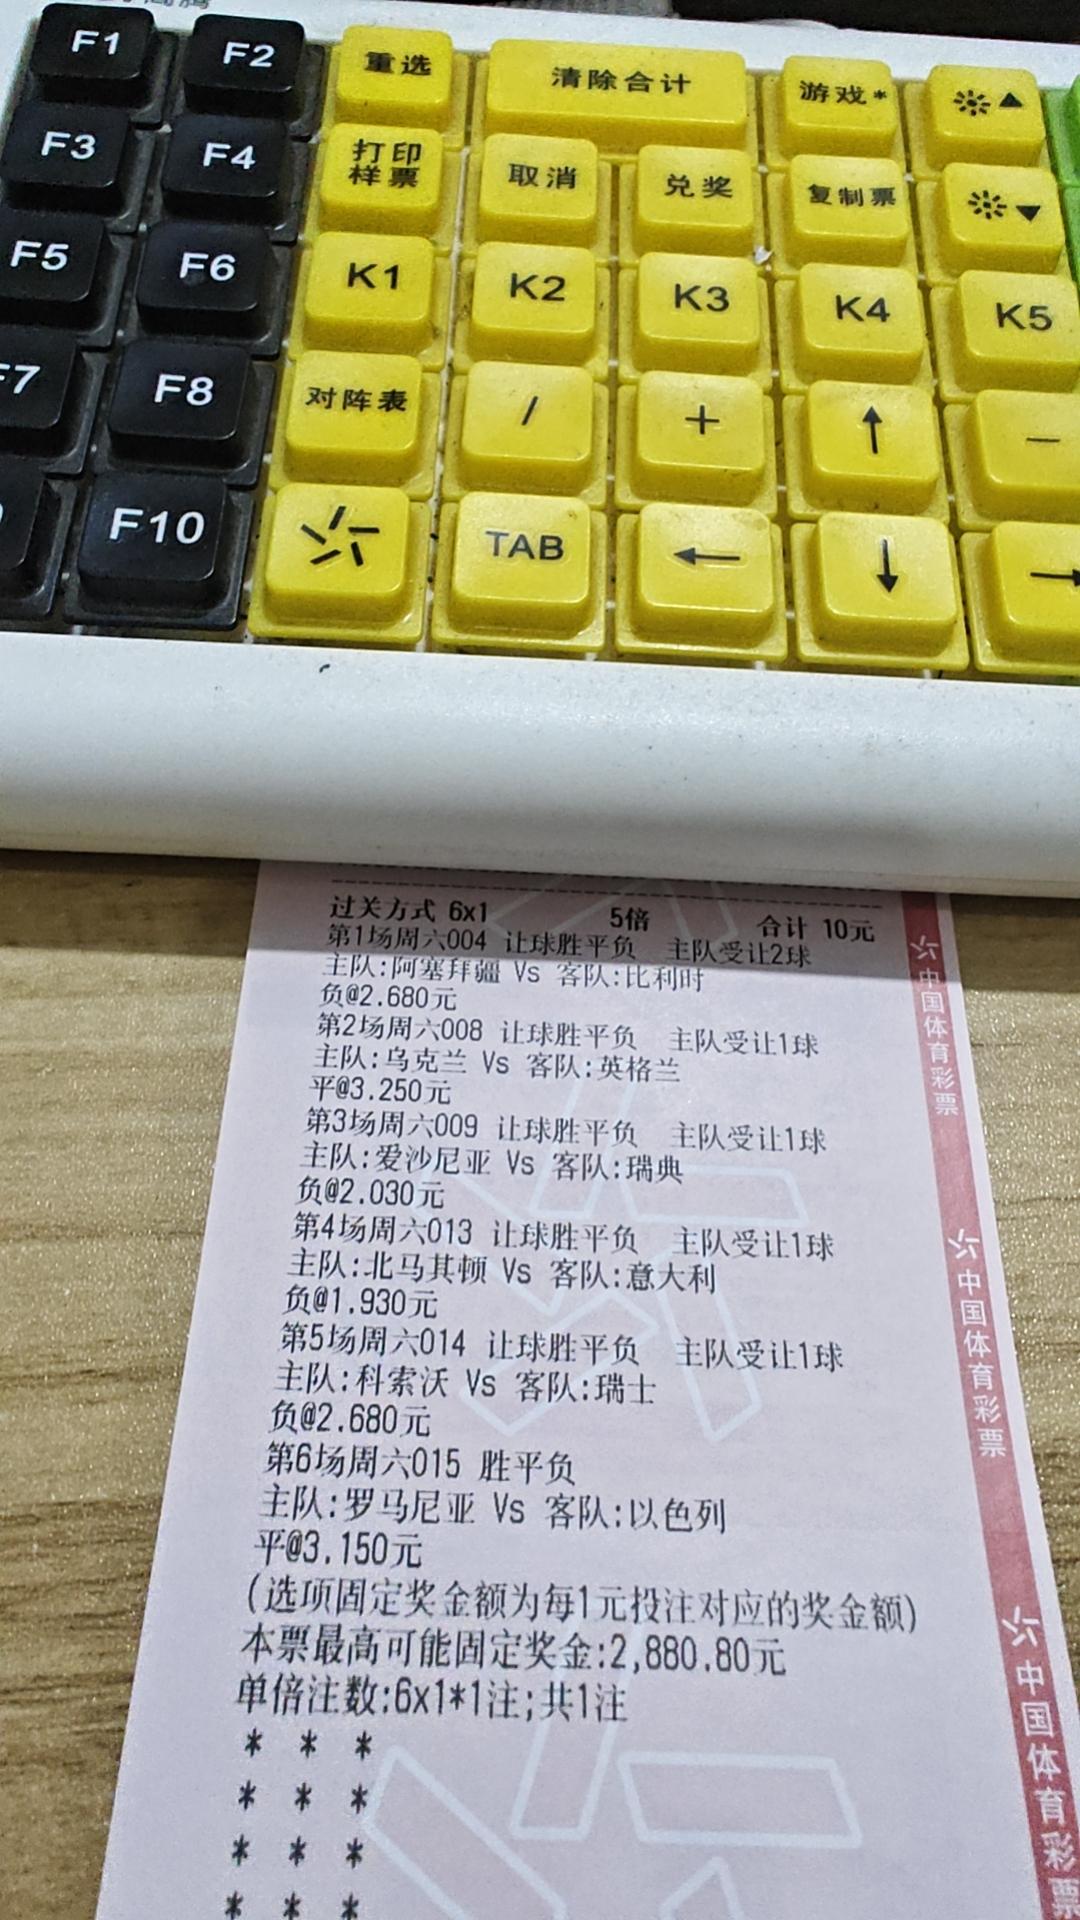 F1 F2 重选 清除合计 游戏*
F3 F4 打印样票 取消 兑奖 复制票
F5 F6 K1 K2 K3 K4 K5
F7 F8 对阵表 / + ↑ -
F10 TAB ← ↓ →
过关方式 6x1 5倍 合计 10元
第1场周六004 让球胜平负 主队受让2球
主队:阿塞拜疆 Vs 客队:比利时
负@2.680元
第2场周六008 让球胜平负 主队受让1球
主队:乌克兰 Vs 客队:英格兰
平@3.250元
第3场周六009 让球胜平负 主队受让1球
主队:爱沙尼亚 Vs 客队:瑞典
负@2.030元
第4场周六013 让球胜平负 主队受让1球
主队:北马其顿 Vs 客队:意大利
负@1.930元
第5场周六014 让球胜平负 主队受让1球
主队:科索沃 Vs 客队:瑞士
负@2.680元
第6场周六015 胜平负
主队:罗马尼亚 Vs 客队:以色列
平@3.150元
(选项固定奖金额为每1元投注对应的奖金额)
本票最高可能固定奖金:2,880.80元
单倍注数:6x1*1注;共1注
* * *
* * *
* * *
* * *
中国体育彩票
中国体育彩票
中国体育彩票